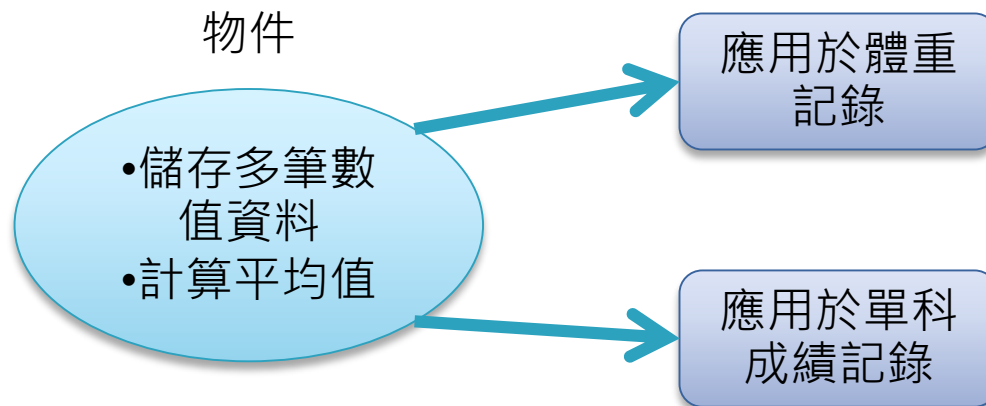 物件
•儲存多筆數
值資料
•計算平均值
應用於體重
記錄
應用於單科
成績記錄